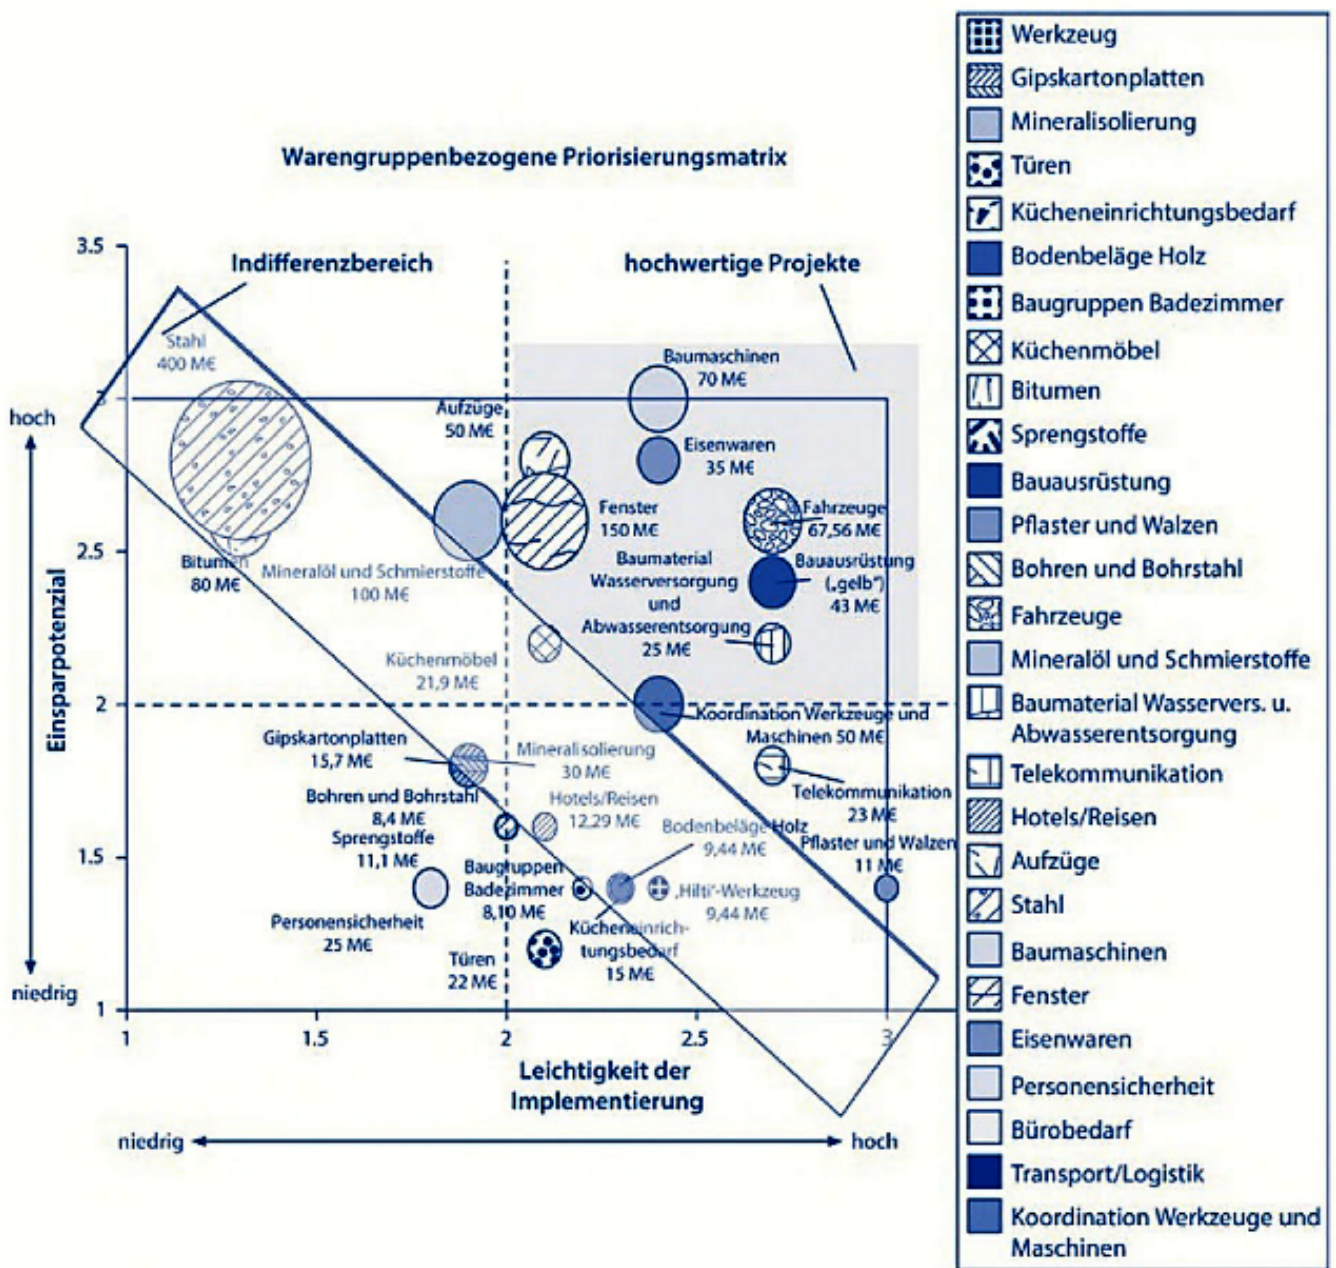 Warengruppenbezogene Priorisierungsmatrix
Indifferenzbereich
hochwertige Projekte
3.5
3
2.5
2
1.5
1
hoch
Einsparpotenzial
niedrig
Stahl
400 M€
Baumaschinen
70 M€
Aufzüge
50 M€
Eisenwaren
35 M€
Fenster
150 M€
Fahrzeuge
67,56 M€
Bitumen
80 M€
Mineralöl und Schmierstoffe
100 M€
Baumaterial
Wasserversorgung
und
Abwasserentsorgung
25 M€
Bauausrüstung
(„gelb“)
43 M€
Küchenmöbel
21,9 M€
Koordination Werkzeuge und
Maschinen 50 M€
Gipskartonplatten
15,7 M€
Mineralisolierung
30 M€
Telekommunikation
23 M€
Bohren und Bohrstahl
8,4 M€
Hotels/Reisen
12,29 M€
Sprengstoffe
11,1 M€
Bodenbeläge Holz
9,44 M€
Pflaster und Walzen
11 M€
Baugruppen
Badezimmer
8,10 M€
„Hilti“-Werkzeug
9,44 M€
Personensicherheit
25 M€
Kücheneinrich-
tungsbedarf
15 M€
Türen
22 M€
1
1.5
2
2.5
3
Leichtigkeit der
Implementierung
niedrig
hoch
Werkzeug
Gipskartonplatten
Mineralisolierung
Türen
Kücheneinrichtungsbedarf
Bodenbeläge Holz
Baugruppen Badezimmer
Küchenmöbel
Bitumen
Sprengstoffe
Bauausrüstung
Pflaster und Walzen
Bohren und Bohrstahl
Fahrzeuge
Mineralöl und Schmierstoffe
Baumaterial Wasservers. u.
Abwasserentsorgung
Telekommunikation
Hotels/Reisen
Aufzüge
Stahl
Baumaschinen
Fenster
Eisenwaren
Personensicherheit
Bürobedarf
Transport/Logistik
Koordination Werkzeuge und
Maschinen